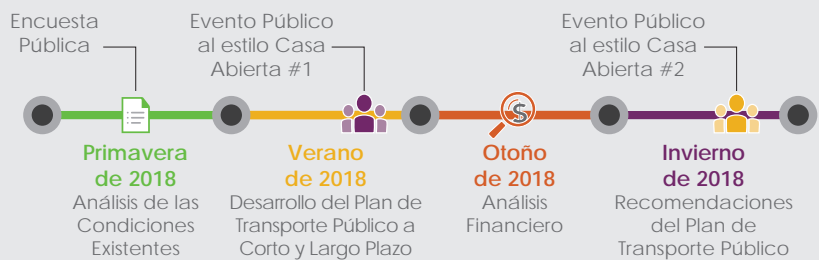 Encuesta
Pública
Evento Público
al estilo Casa
Abierta #1
Evento Público
al estilo Casa
Abierta #2
$
Primavera
de 2018
Análisis de las
Condiciones
Existentes
Verano
de 2018
Desarrollo del Plan de
Transporte Público a
Corto y Largo Plazo
Otoño
de 2018
Análisis
Financiero
Invierno
de 2018
Recomendaciones
del Plan de
Transporte Público